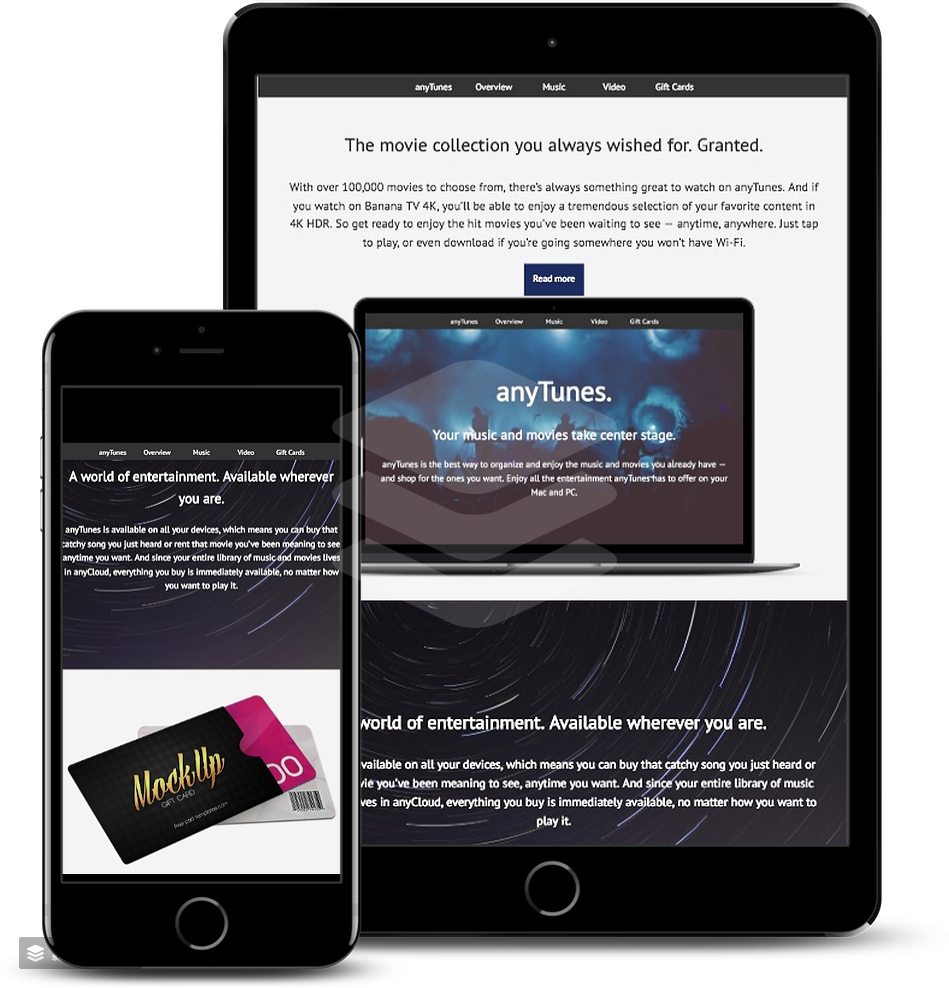 anyTunes Overview Music Video Gift Cards
The movie collection you always wished for. Granted.
With over 100,000 movies to choose from, there's always something great to watch on anyTunes. And if
you watch on Banana TV 4K, you'll be able to enjoy a tremendous selection of your favorite content in
4K HDR. So get ready to enjoy the hit movies you've been waiting to see — anytime, anywhere. Just tap
to play, or even download if you're going somewhere you won't have Wi-Fi.
Read more
anyTunes Overview Music Video Gift Cards
anyTunes.
Your music and movies take center stage.
anyTunes is the best way to organize and enjoy the music and movies you already have —
and shop for the ones you want. Enjoy all the entertainment anyTunes has to offer on your
Mac and PC.
world of entertainment. Available wherever you are.
vailable on all your devices, which means you can buy that catchy song you just heard or
vie you've been meaning to see, anytime you want. And since your entire library of music
ves in anyCloud, everything you buy is immediately available, no matter how you want to
play it.
anyTunes Overview Music Video Gift Cards
A world of entertainment. Available wherever
you are.
anyTunes is available on all your devices, which means you can buy that
catchy song you just heard or rent that movie you've been meaning to see
anytime you want. And since your entire library of music and movies lives
in anyCloud, everything you buy is immediately available, no matter how
you want to play it.
MockUp
GIFT CARD
free-psd-templates.com
00